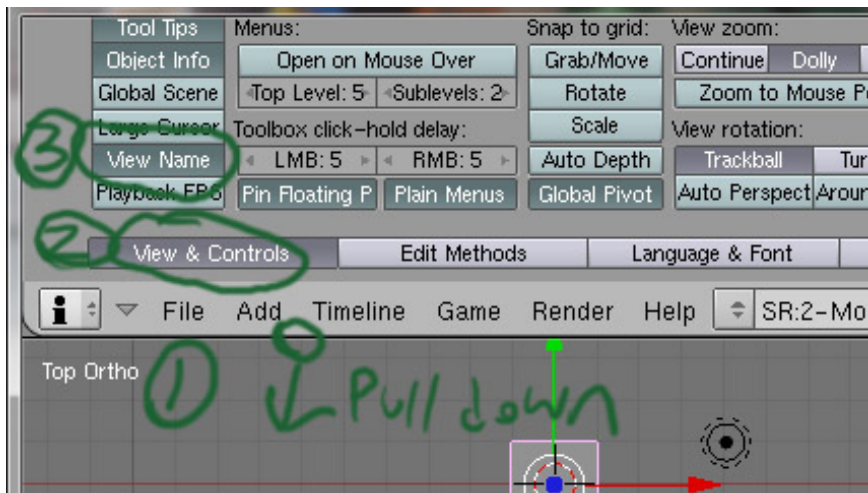 Tool Tips Menus: Snap to grid: View zoom:
Object Info Open on Mouse Over Grab/Move Continue Dolly
Global Scene Top Level: 5 Sublevels: 2 Rotate Zoom to Mouse Po
Large Cursor Toolbox click-hold delay: Scale View rotation:
3 View Name LMB: 5 RMB: 5 Auto Depth Trackball Tur
Playback FPS Pin Floating P Plain Menus Global Pivot Auto Perspect Aroun
2 View & Controls Edit Methods Language & Font
i File Add Timeline Game Render Help SR:2-Mo
Top Ortho 1 Pull down